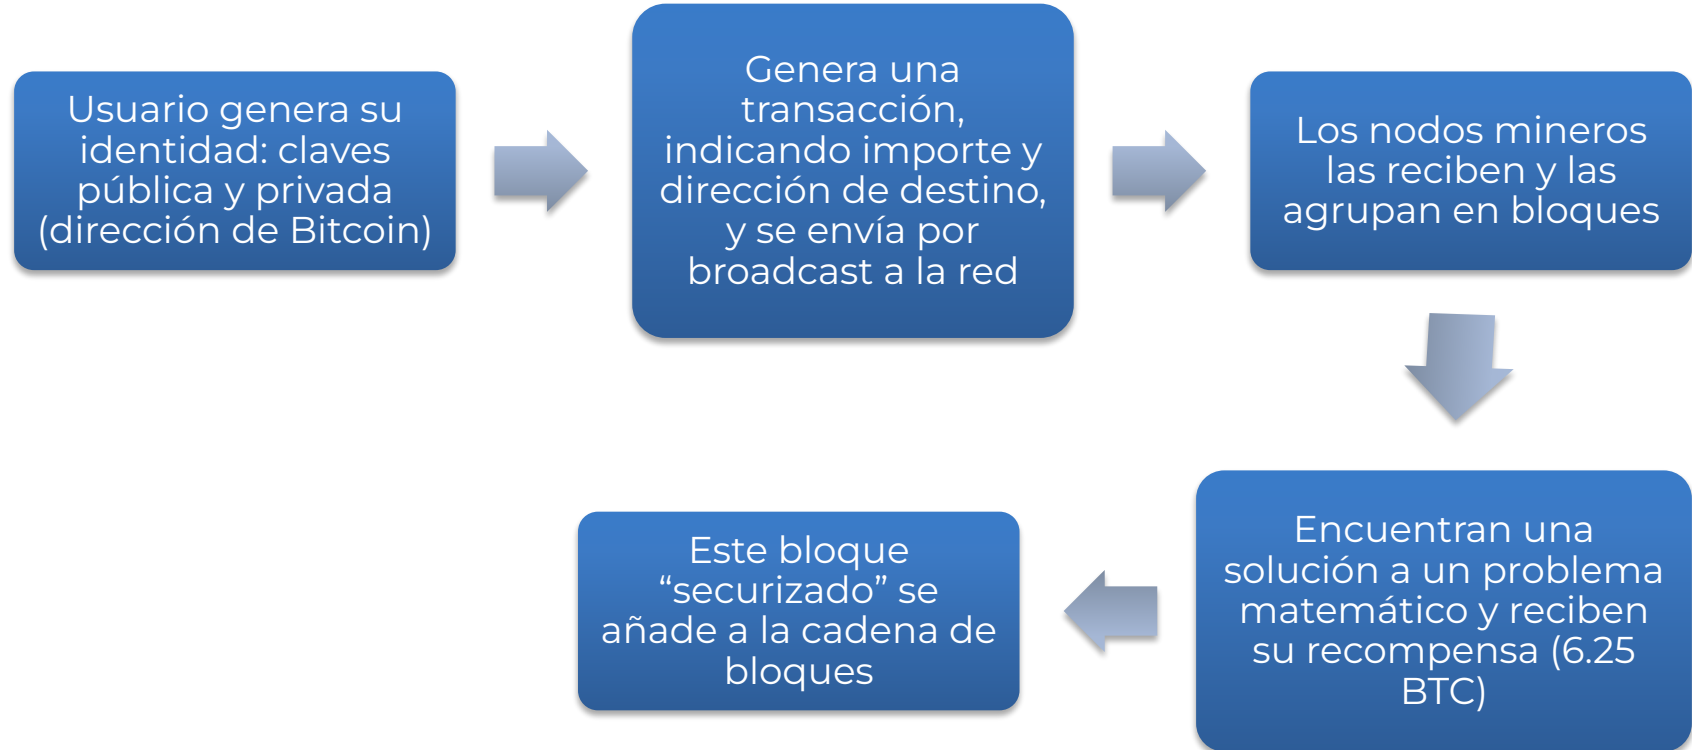 Usuario genera su
identidad: claves
pública y privada
(dirección de Bitcoin)
Genera una
transacción,
indicando importe y
dirección de destino,
y se envía por
broadcast a la red
Los nodos mineros
las reciben y las
agrupan en bloques
Encuentran una
solución a un problema
matemático y reciben
su recompensa (6.25
BTC)
Este bloque
“securizado” se
añade a la cadena de
bloques